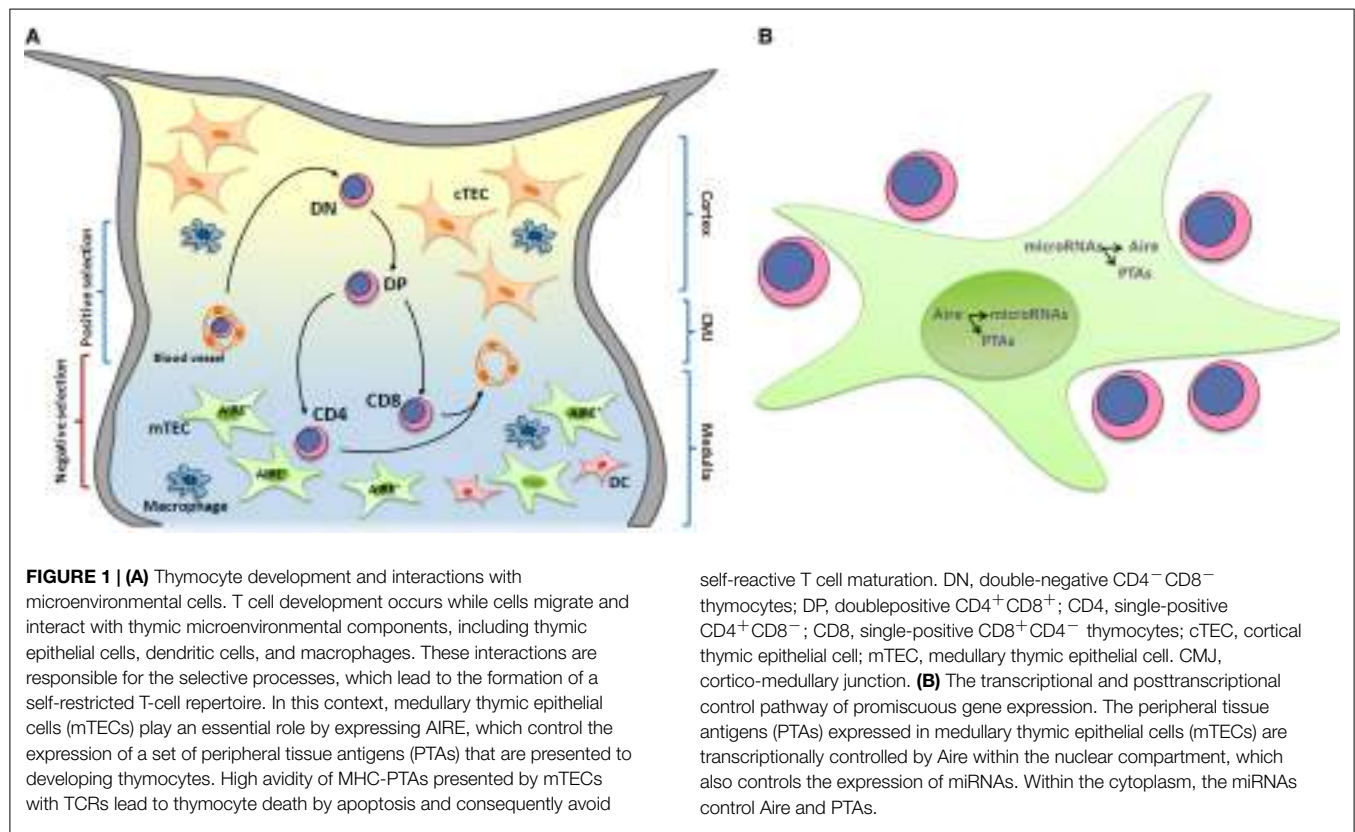 A
B
DN
cTEC
DP
Blood vessel
CD4
CD8
mTEC
AIRE
AIRE
AIRE
AIRE
DC
Macrophage
Positive selection
Negative selection
Cortex
CMJ
Medulla
microRNAs Aire
PTAs
Aire microRNAs
PTAs
FIGURE 1 | (A) Thymocyte development and interactions with
microenvironmental cells. T cell development occurs while cells migrate and
interact with thymic microenvironmental components, including thymic
epithelial cells, dendritic cells, and macrophages. These interactions are
responsible for the selective processes, which lead to the formation of a
self-restricted T-cell repertoire. In this context, medullary thymic epithelial
cells (mTECs) play an essential role by expressing AIRE, which control the
expression of a set of peripheral tissue antigens (PTAs) that are presented to
developing thymocytes. High avidity of MHC-PTAs presented by mTECs
with TCRs lead to thymocyte death by apoptosis and consequently avoid
self-reactive T cell maturation. DN, double-negative CD4−CD8−
thymocytes; DP, doublepositive CD4+CD8+; CD4, single-positive
CD4+CD8−; CD8, single-positive CD8+CD4− thymocytes; cTEC, cortical
thymic epithelial cell; mTEC, medullary thymic epithelial cell. CMJ,
cortico-medullary junction. (B) The transcriptional and posttranscriptional
control pathway of promiscuous gene expression. The peripheral tissue
antigens (PTAs) expressed in medullary thymic epithelial cells (mTECs) are
transcriptionally controlled by Aire within the nuclear compartment, which
also controls the expression of miRNAs. Within the cytoplasm, the miRNAs
control Aire and PTAs.